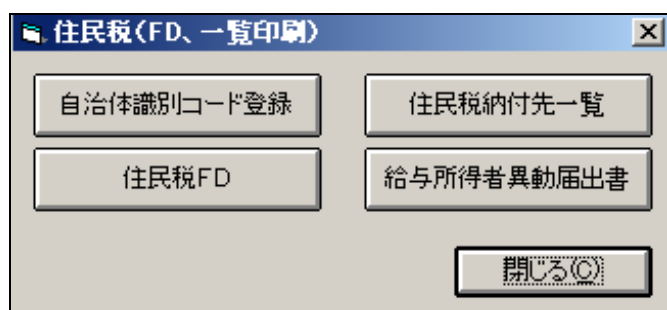 住民税(FD、一覧印刷)
自治体識別コード登録 住民税納付先一覧
住民税FD 給与所得者異動届出書
閉じる(C)